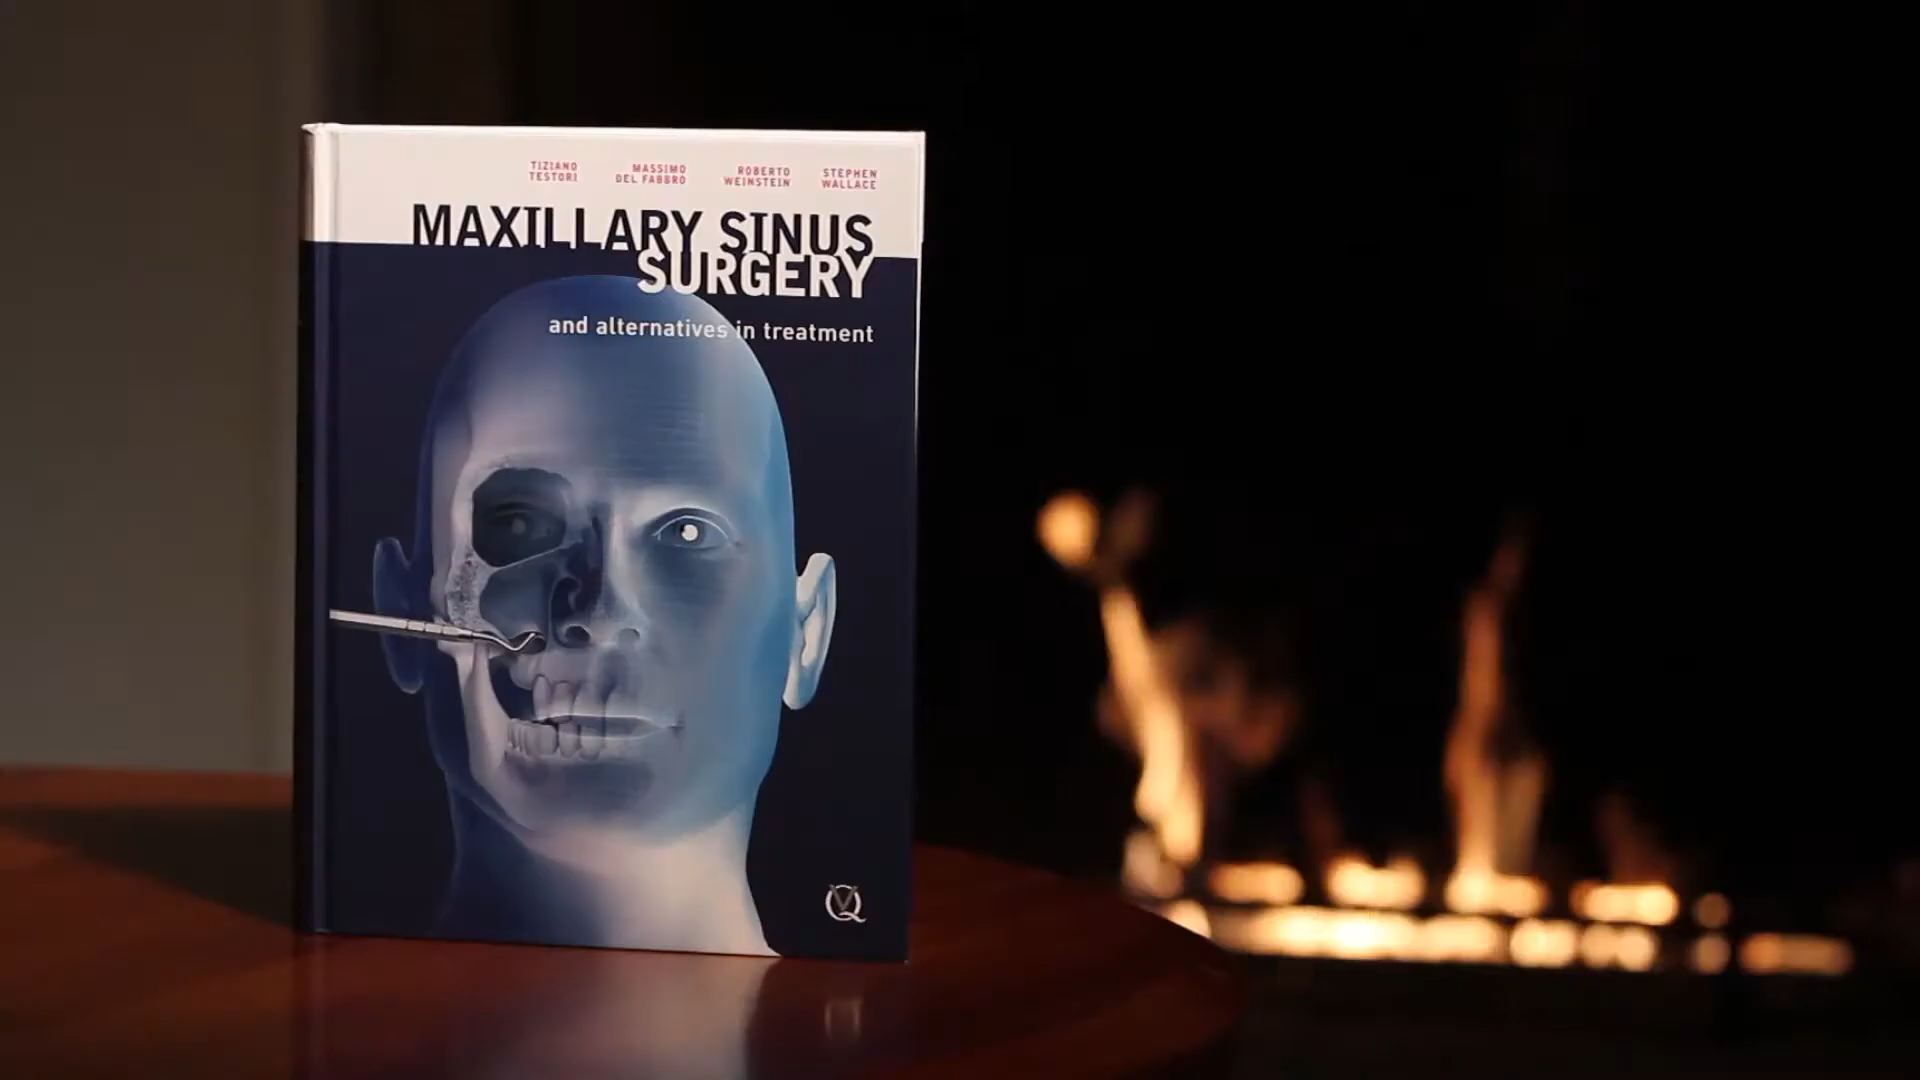 TIZIANO
TESTORI
MASSIMO
DEL FABBRO
ROBERTO
WEINSTEIN
STEPHEN
WALLACE
MAXILLARY SINUS
SURGERY
and alternatives in treatment